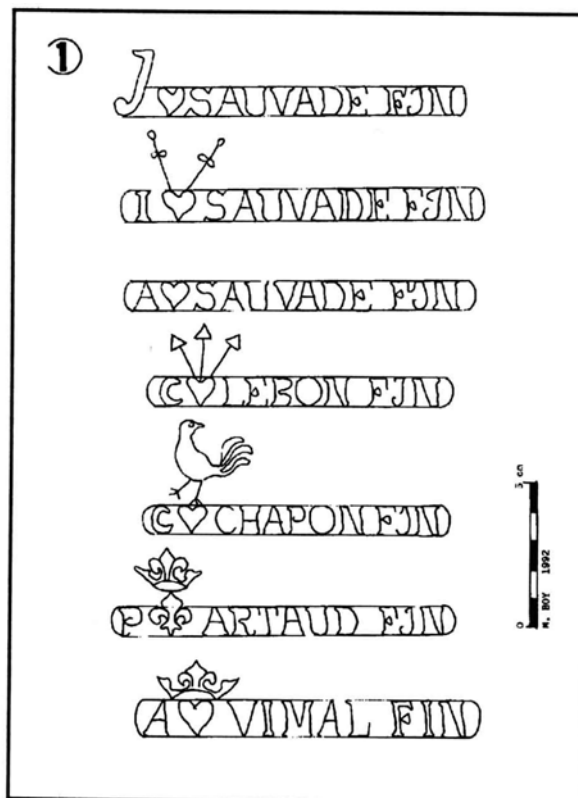 1
J ♥ SAUVADE FJN
I ♥ SAUVADE FJN
A ♥ SAUVADE FJN
C ♥ LEBON FJN
C ♥ CHAPON FJN
P ARTAUD FJN
A ♥ VIMAL FIN
0 5 cm
M. BOY 1992